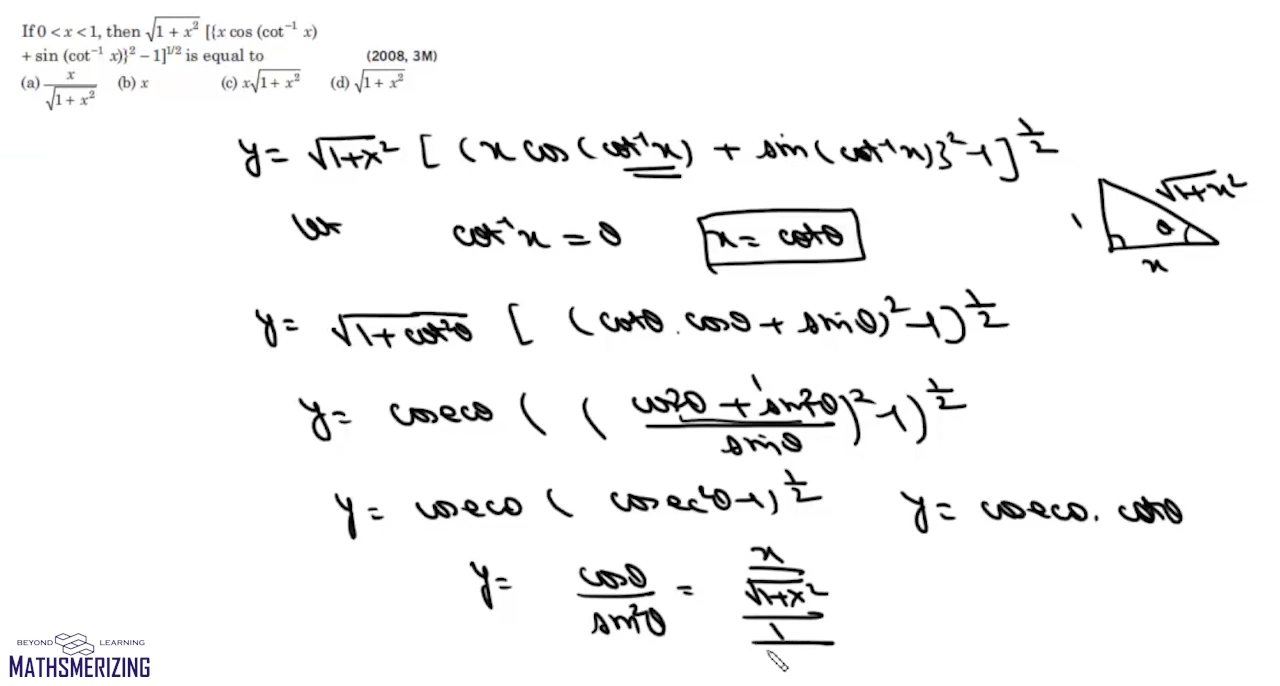 If 0 < x < 1, then √1 + x² [{x cos (cot⁻¹ x)
+ sin (cot⁻¹ x)}² – 1]^1/2 is equal to (2008, 3M)
(a) x/√1 + x² (b) x (c) x√1 + x² (d) √1 + x²
y = √1+x² [ (x cos (cot⁻¹x) + sin (cot⁻¹x)}² -1]^1/2
let cot⁻¹x = θ x = cotθ
1 √1+x² θ x
y = √1+cot²θ [ (cotθ . cosθ + sinθ)² -1]^1/2
y = cosecθ ( ( cos²θ + sin²θ / sinθ )² -1)^1/2 1
y = cosecθ ( cosec²θ -1)^1/2 y = cosecθ . cotθ
y = cosθ / sin²θ = x / √1+x² / 1
BEYOND LEARNING
MATHSMERIZING